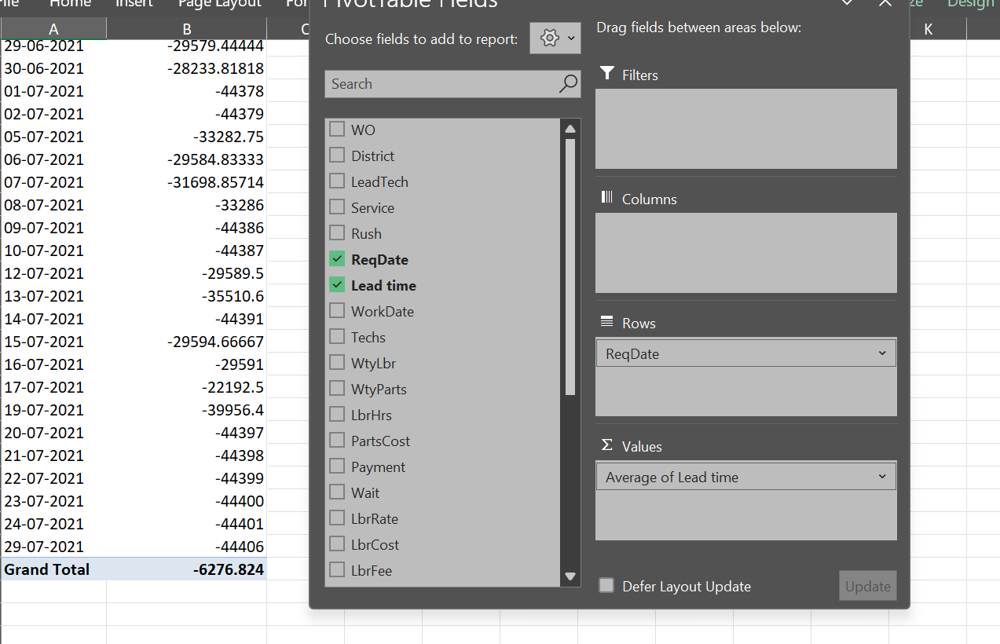 File Home Insert Page Layout
Design
PivotTable Fields
A B C K
29-06-2021 -29579.44444
30-06-2021 -28233.81818
01-07-2021 -44378
02-07-2021 -44379
05-07-2021 -33282.75
06-07-2021 -29584.83333
07-07-2021 -31698.85714
08-07-2021 -33286
09-07-2021 -44386
10-07-2021 -44387
12-07-2021 -29589.5
13-07-2021 -35510.6
14-07-2021 -44391
15-07-2021 -29594.66667
16-07-2021 -29591
17-07-2021 -22192.5
19-07-2021 -39956.4
20-07-2021 -44397
21-07-2021 -44398
22-07-2021 -44399
23-07-2021 -44400
24-07-2021 -44401
29-07-2021 -44406
Grand Total -6276.824
Choose fields to add to report:
Search
WO
District
LeadTech
Service
Rush
ReqDate
Lead time
WorkDate
Techs
WtyLbr
WtyParts
LbrHrs
PartsCost
Payment
Wait
LbrRate
LbrCost
LbrFee
Drag fields between areas below:
Filters
Columns
Rows
ReqDate
Σ Values
Average of Lead time
Defer Layout Update
Update